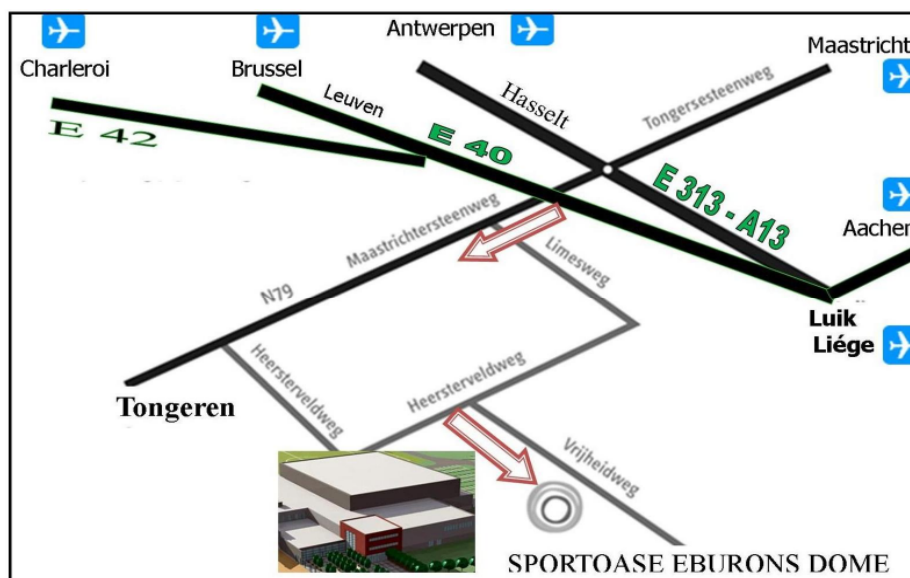 Antwerpen
Charleroi
Brussel
Maastricht
Leuven
Hasselt
Tongersesteenweg
E 42
E 40
E 313 - A13
Aachen
Maastrichtersteenweg
N79
Limesweg
Luik
Liége
Heersterveldweg
Heersterveldweg
Tongeren
Vrijheidweg
SPORTOASE EBURONS DOME